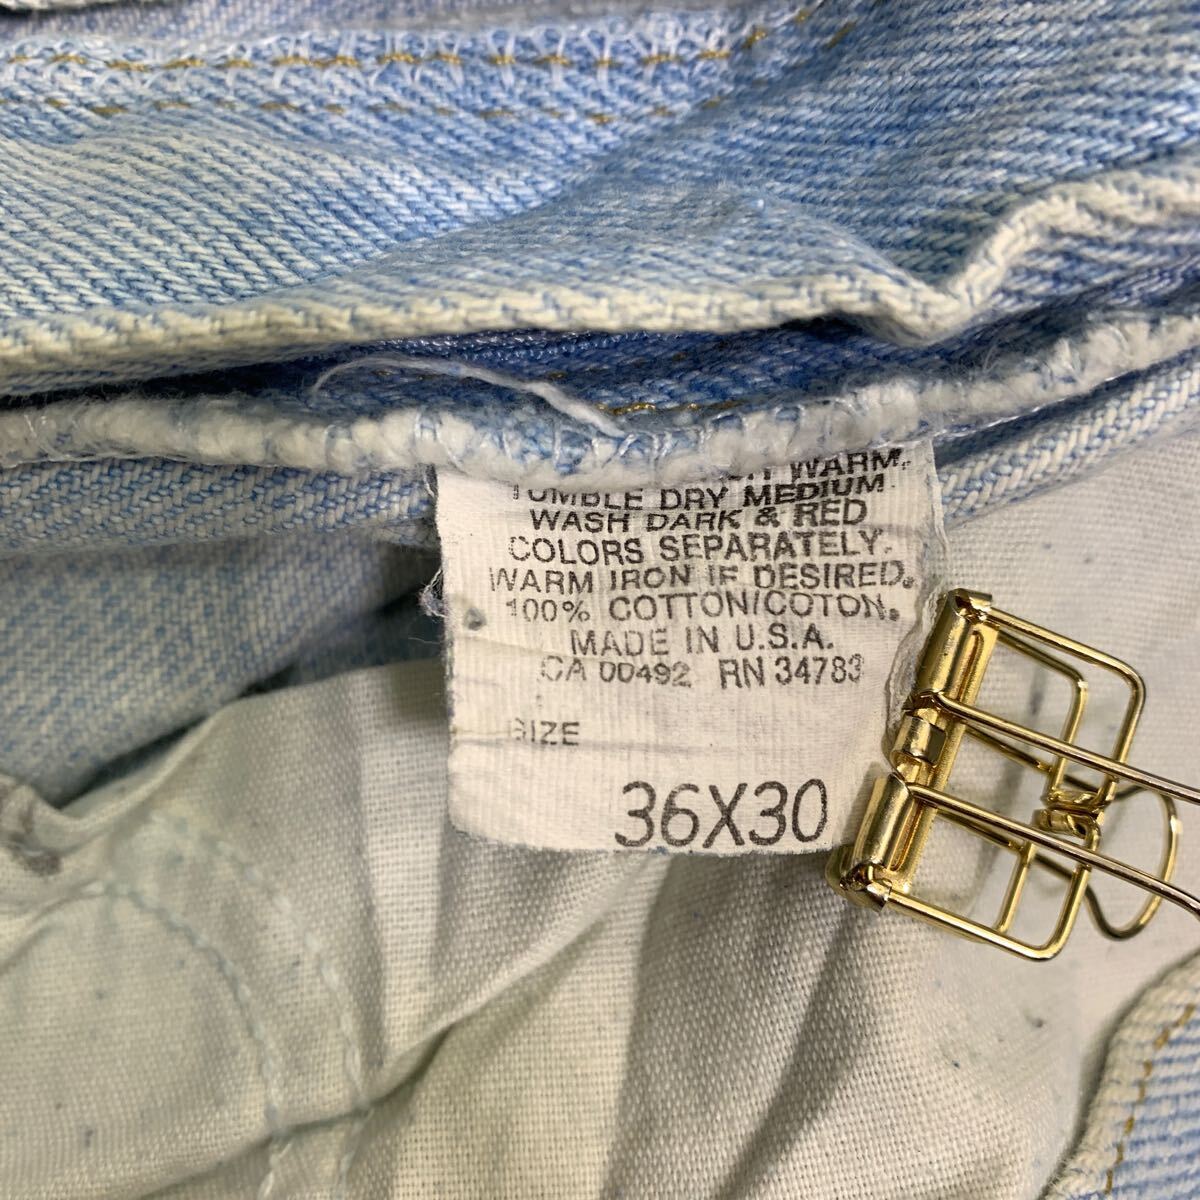 WARM.
TUMBLE DRY MEDIUM.
WASH DARK & RED
COLORS SEPARATELY.
WARM IRON IF DESIRED.
100% COTTON/COTON.
MADE IN U.S.A.
CA 00492 RN 34783
SIZE
36X30